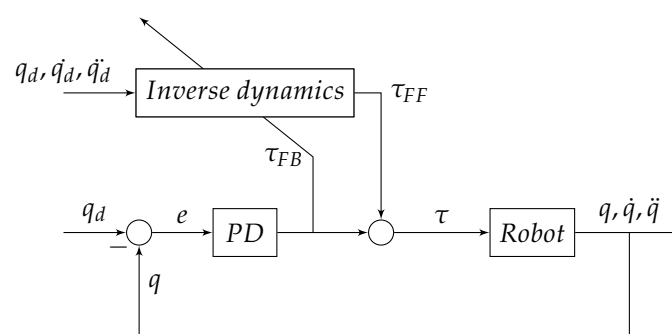 q_d, q̇_d, q̈_d
Inverse dynamics
τ_FF
τ_FB
q_d
e
PD
τ
Robot
q, q̇, q̈
−
q